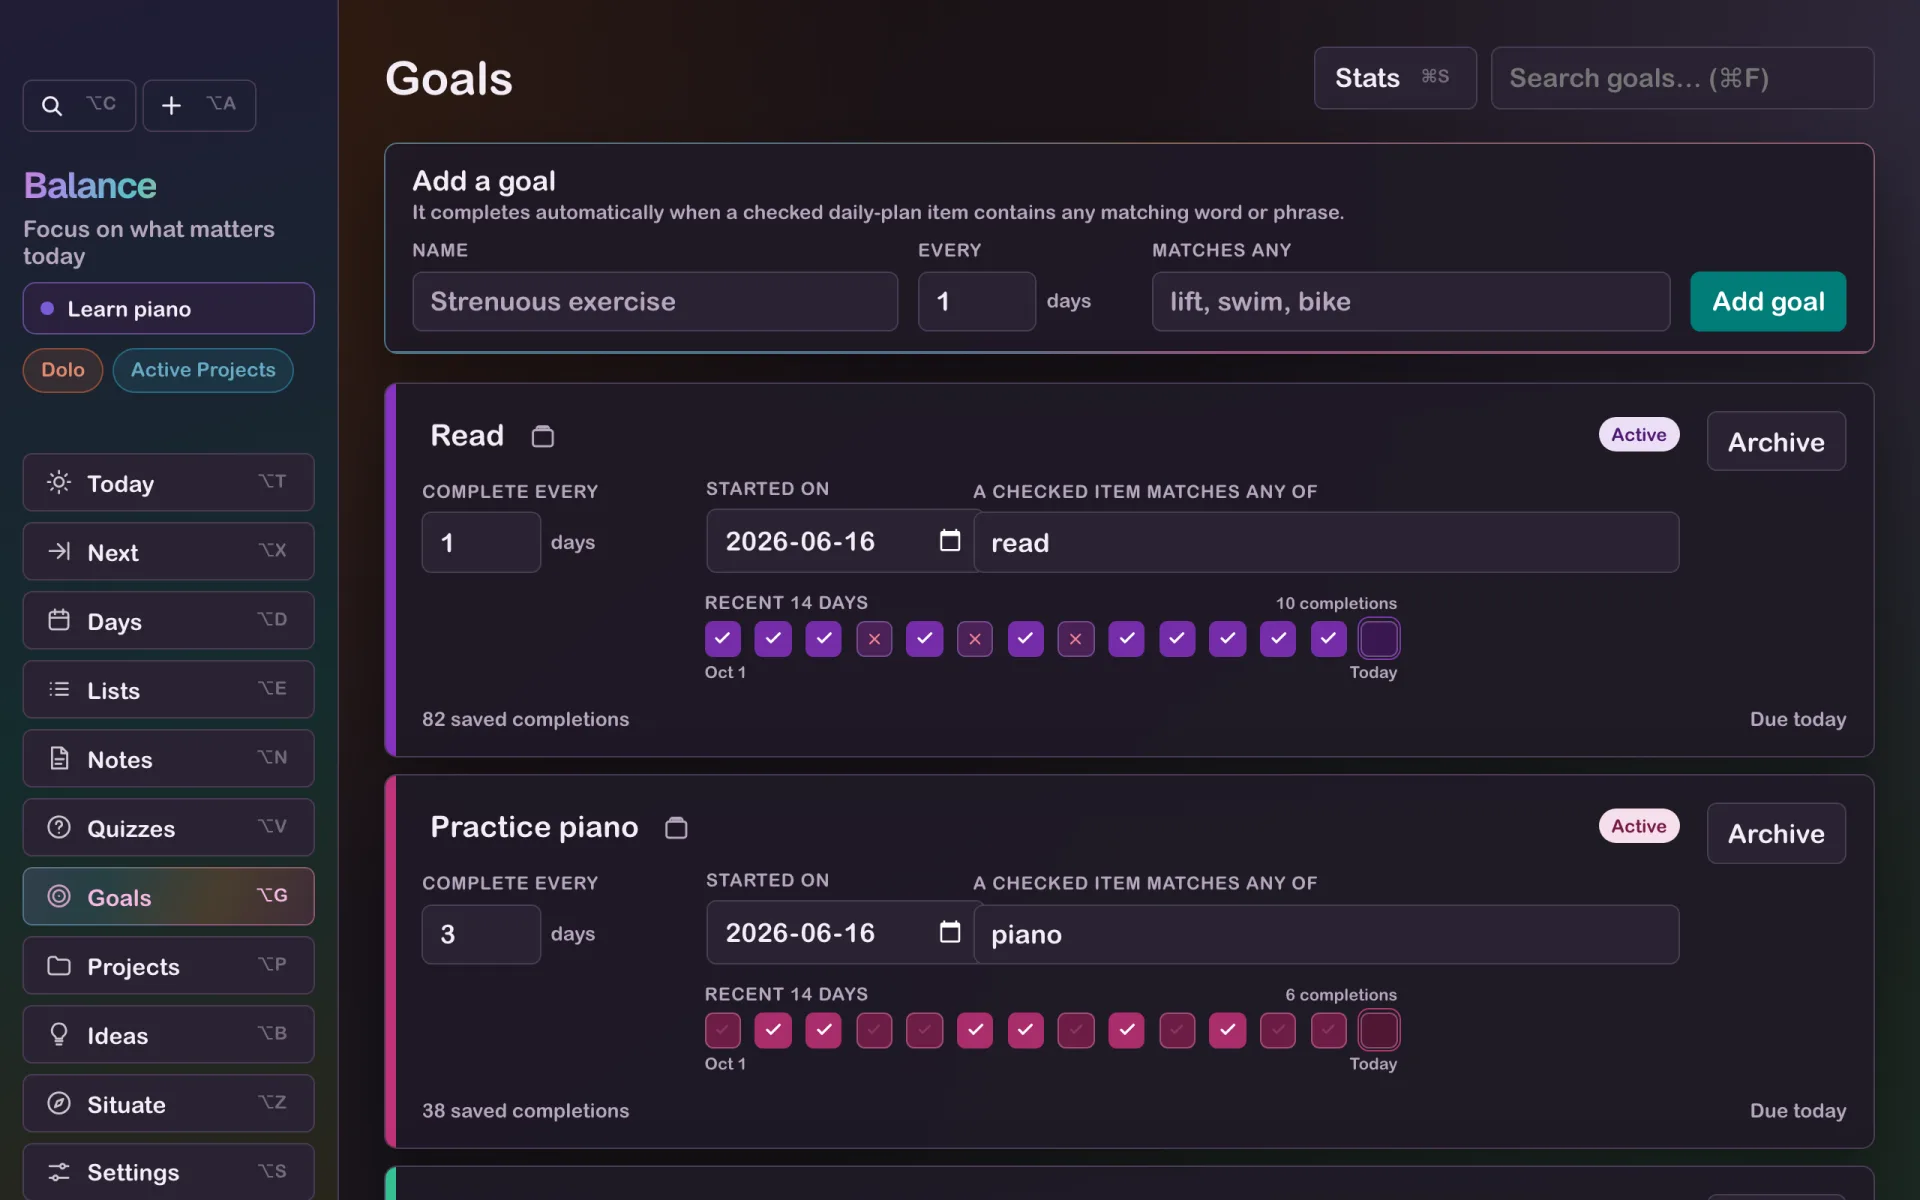 ⌥C
⌥A
Balance
Focus on what matters
today
Learn piano
Dolo
Active Projects
Today ⌥T
Next ⌥X
Days ⌥D
Lists ⌥E
Notes ⌥N
Quizzes ⌥V
Goals ⌥G
Projects ⌥P
Ideas ⌥B
Situate ⌥Z
Settings ⌥S
Goals
Stats ⌘S
Search goals... (⌘F)
Add a goal
It completes automatically when a checked daily-plan item contains any matching word or phrase.
NAME
EVERY
MATCHES ANY
Strenuous exercise
1 days
lift, swim, bike
Add goal
Read
Active
Archive
COMPLETE EVERY
STARTED ON
A CHECKED ITEM MATCHES ANY OF
1 days
2026-06-16
read
RECENT 14 DAYS
10 completions
Oct 1
Today
82 saved completions
Due today
Practice piano
Active
Archive
COMPLETE EVERY
STARTED ON
A CHECKED ITEM MATCHES ANY OF
3 days
2026-06-16
piano
RECENT 14 DAYS
6 completions
Oct 1
Today
38 saved completions
Due today